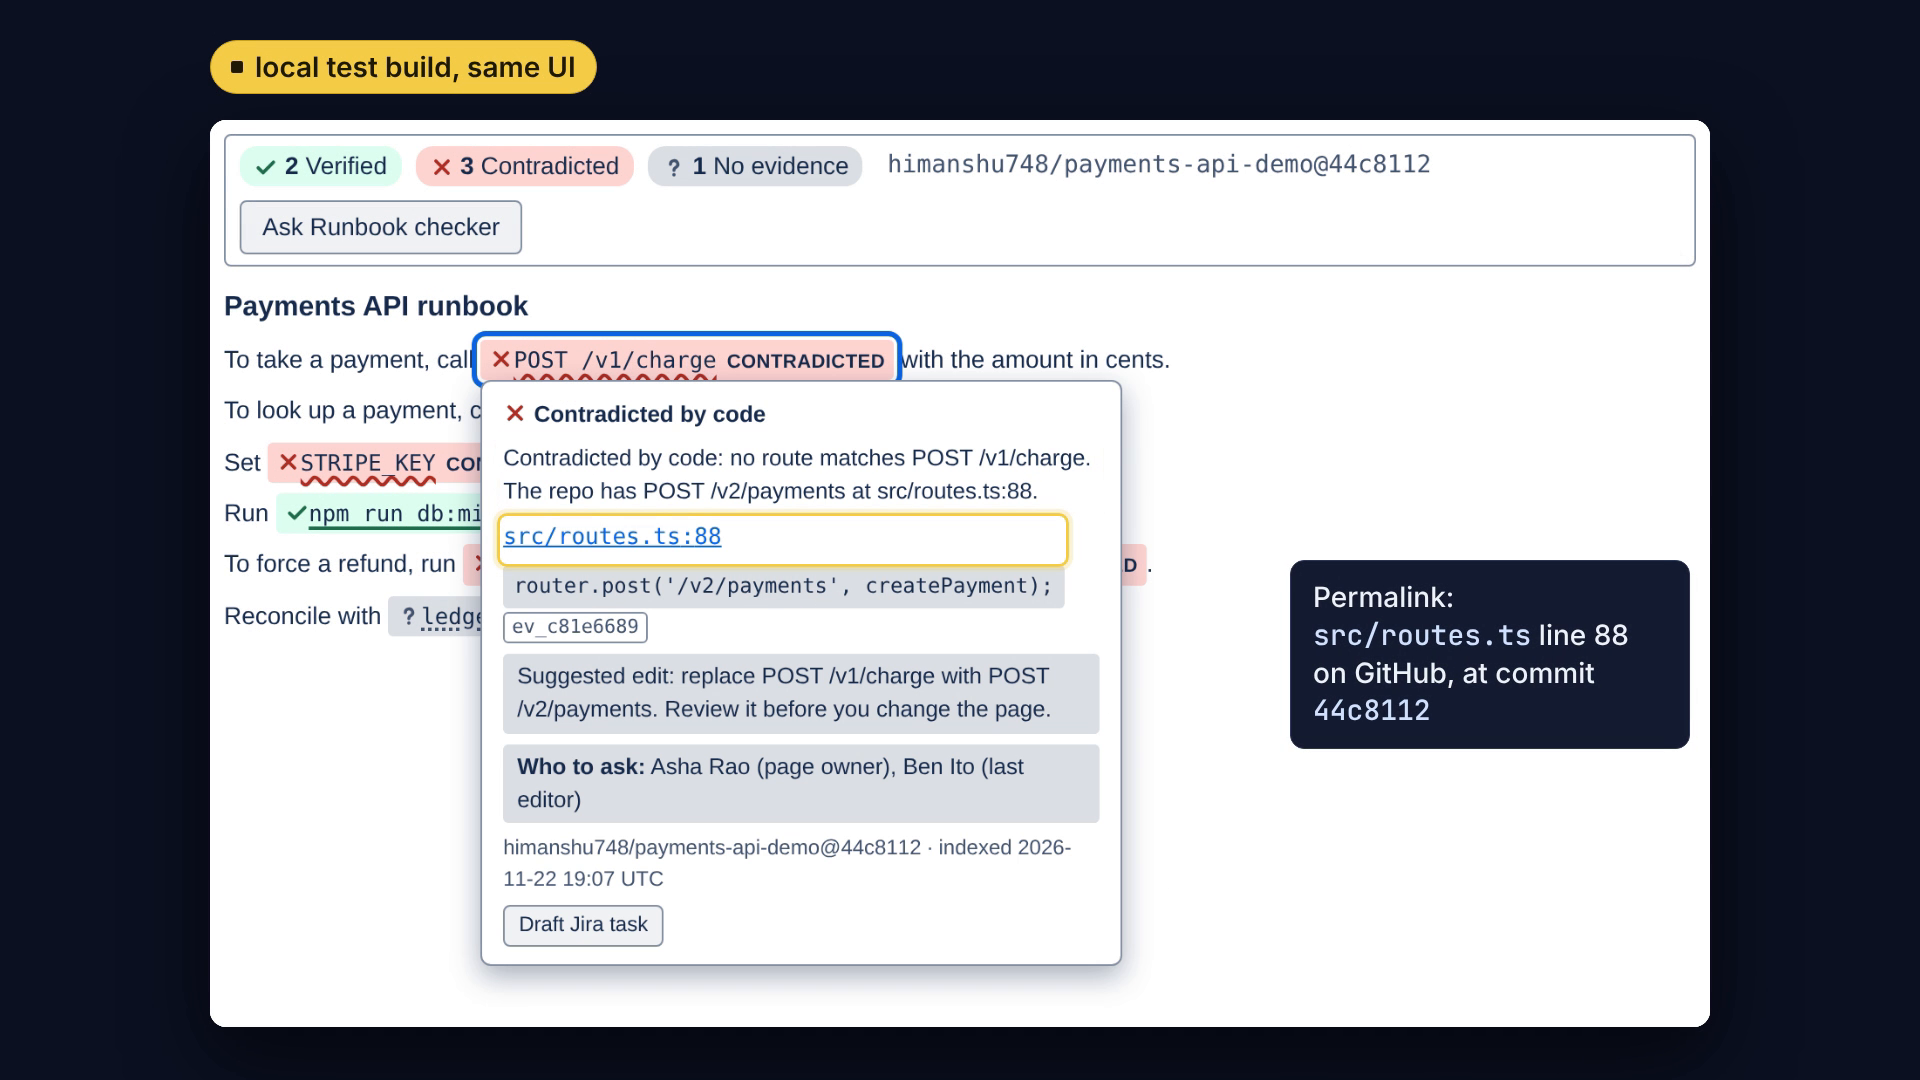 local test build, same UI
2 Verified 3 Contradicted ? 1 No evidence himanshu748/payments-api-demo@44c8112
Ask Runbook checker
Payments API runbook
To take a payment, call POST /v1/charge CONTRADICTED with the amount in cents.
To look up a payment,
Set STRIPE_KEY
Run npm run
To force a refund, run
Reconcile with ?
Contradicted by code
Contradicted by code: no route matches POST /v1/charge.
The repo has POST /v2/payments at src/routes.ts:88.
src/routes.ts:88
router.post('/v2/payments', createPayment);
ev_c81e6689
Suggested edit: replace POST /v1/charge with POST
/v2/payments. Review it before you change the page.
Who to ask: Asha Rao (page owner), Ben Ito (last
editor)
himanshu748/payments-api-demo@44c8112 · indexed 2026-
11-22 19:07 UTC
Draft Jira task
Permalink:
src/routes.ts line 88
on GitHub, at commit
44c8112